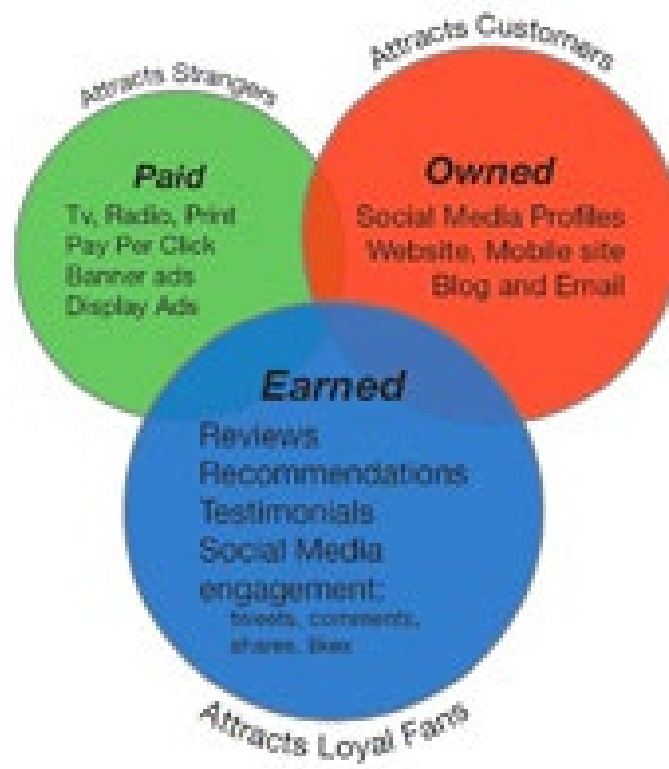 Attracts Strangers
Paid
Tv, Radio, Print
Pay Per Click
Banner ads
Display Ads
Attracts Customers
Owned
Social Media Profiles
Website, Mobile site
Blog and Email
Earned
Reviews
Recommendations
Testimonials
Social Media
engagement:
tweets, comments,
shares, likes
Attracts Loyal Fans